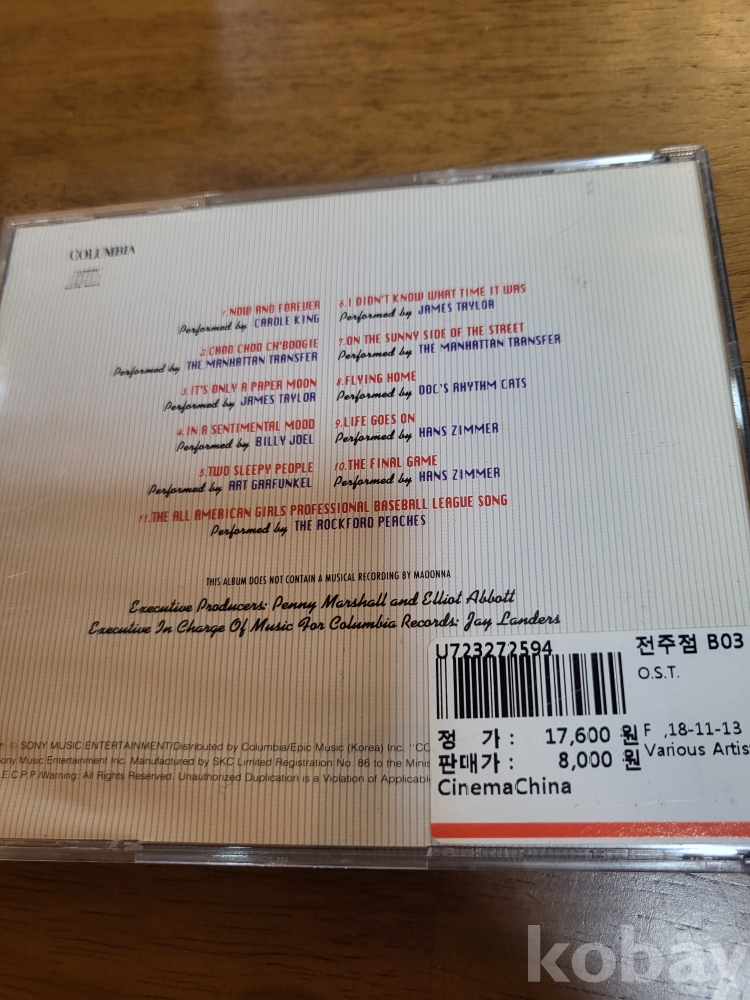 COLUMBIA
1.NOW AND FOREVER
Performed by CAROLE KING
2.CHOO CHOO CH'BOOGIE
Performed by THE MANHATTAN TRANSFER
3.IT'S ONLY A PAPER MOON
Performed by JAMES TAYLOR
4.IN A SENTIMENTAL MOOD
Performed by BILLY JOEL
5.TWO SLEEPY PEOPLE
Performed by ART GARFUNKEL
6.I DIDN'T KNOW WHAT TIME IT WAS
Performed by JAMES TAYLOR
7.ON THE SUNNY SIDE OF THE STREET
Performed by THE MANHATTAN TRANSFER
8.FLYING HOME
Performed by DOC'S RHYTHM CATS
9.LIFE GOES ON
Performed by HANS ZIMMER
10.THE FINAL GAME
Performed by HANS ZIMMER
11.THE ALL AMERICAN GIRLS PROFESSIONAL BASEBALL LEAGUE SONG
Performed by THE ROCKFORD PEACHES
THIS ALBUM DOES NOT CONTAIN A MUSICAL RECORDING BY MADONNA
Executive Producers: Penny Marshall and Elliot Abbott
Executive In Charge Of Music For Columbia Records: Jay Landers
© SONY MUSIC ENTERTAINMENT/Distributed by Columbia/Epic Music (Korea) Inc. "CO
ony Music Entertainment Inc. Manufactured by SKC Limited Registration No. 86 to the Minis
.E.C.P.P./Warning: All Rights Reserved. Unauthorized Duplication is a Violation of Applicabl
U723272594
전주점 B03
O.S.T.
정 가 : 17,600 원
F ,18-11-13
판매가 : 8,000 원
Various Artis
CinemaChina
kobay